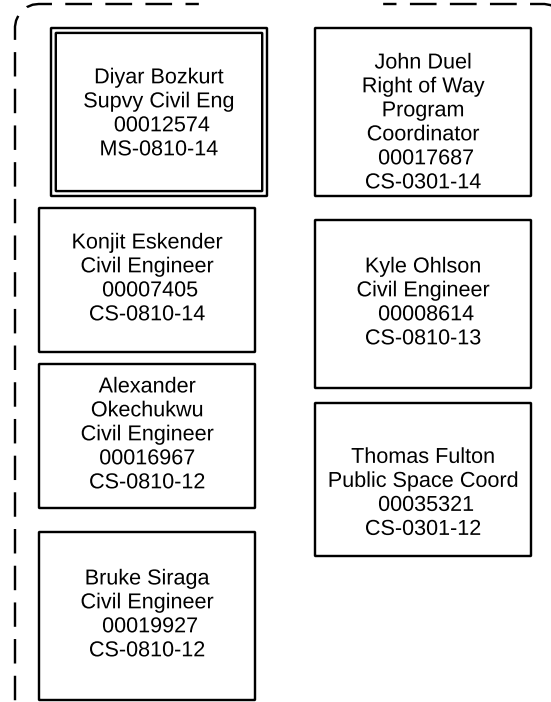 Diyar Bozkurt
Supvy Civil Eng
00012574
MS-0810-14
John Duel
Right of Way
Program
Coordinator
00017687
CS-0301-14
Konjit Eskender
Civil Engineer
00007405
CS-0810-14
Kyle Ohlson
Civil Engineer
00008614
CS-0810-13
Alexander
Okechukwu
Civil Engineer
00016967
CS-0810-12
Thomas Fulton
Public Space Coord
00035321
CS-0301-12
Bruke Siraga
Civil Engineer
00019927
CS-0810-12